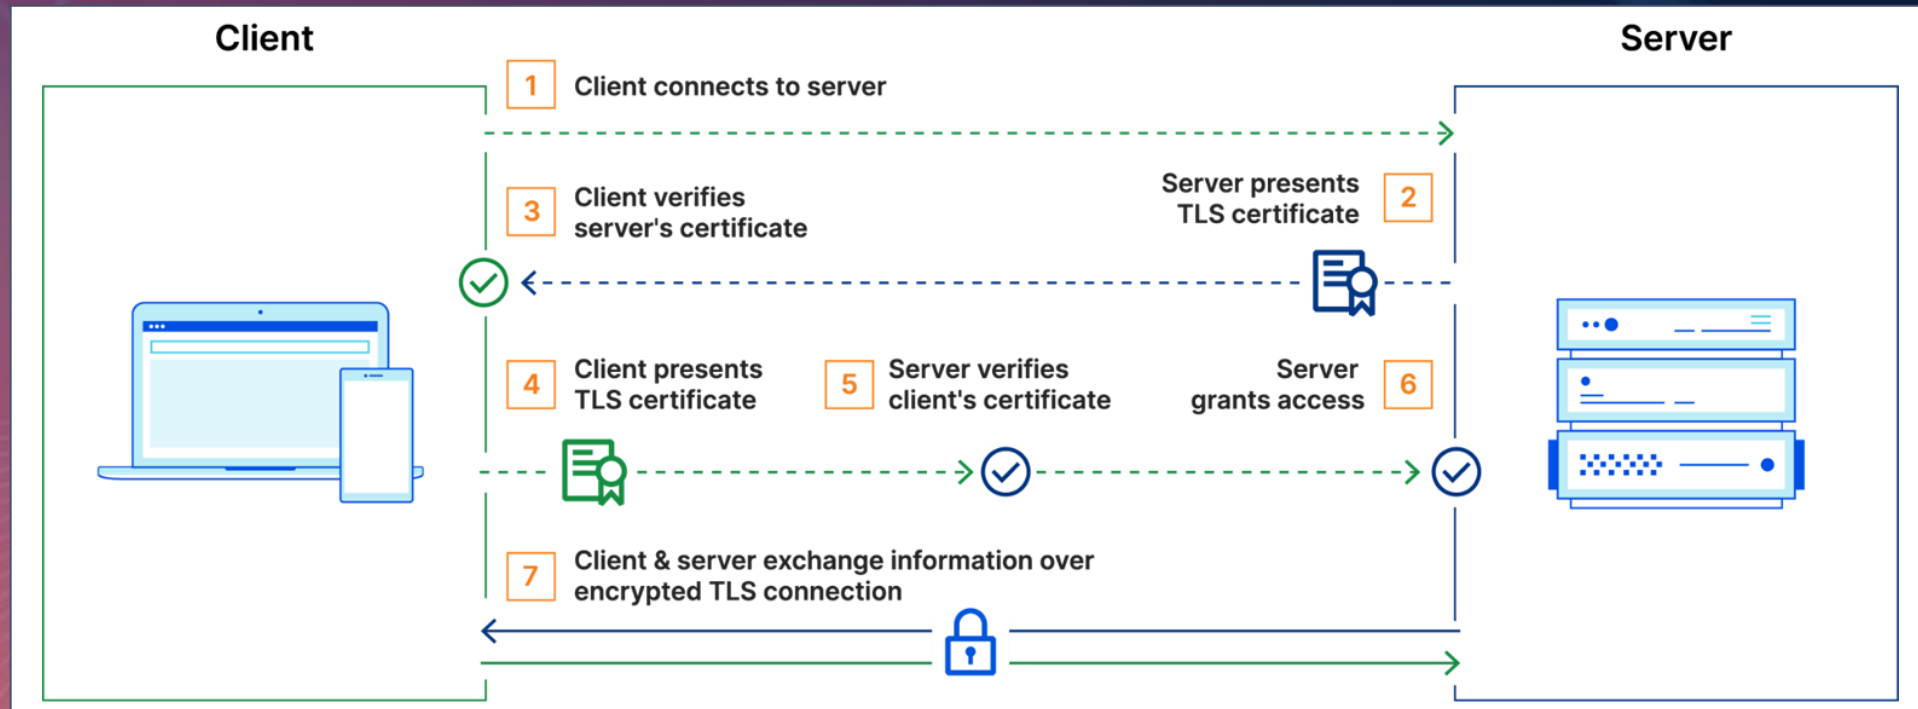 Client
Server
1
Client connects to server
3
Client verifies
server's certificate
Server presents
TLS certificate
2
4
Client presents
TLS certificate
5
Server verifies
client's certificate
Server
grants access
6
7
Client & server exchange information over
encrypted TLS connection